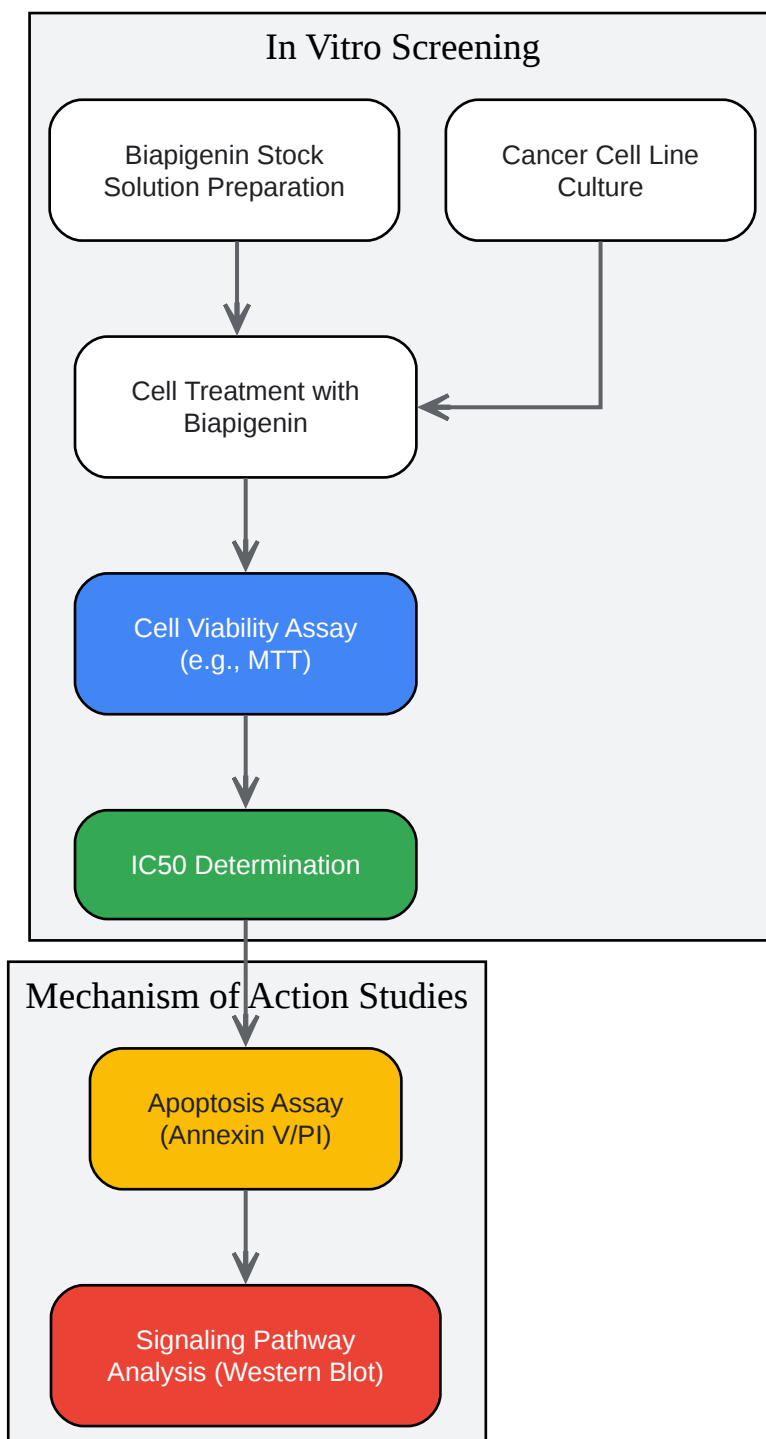 In Vitro Screening
Biapigenin Stock
Solution Preparation
Cancer Cell Line
Culture
Cell Treatment with
Biapigenin
Cell Viability Assay
(e.g., MTT)
IC50 Determination
Mechanism of Action Studies
Apoptosis Assay
(Annexin V/PI)
Signaling Pathway
Analysis (Western Blot)